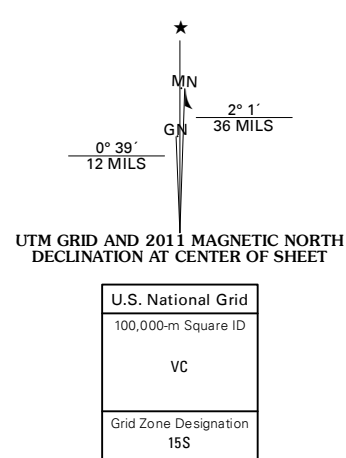 ★
MN
GN
2° 1´
36 MILS
0° 39´
12 MILS
UTM GRID AND 2011 MAGNETIC NORTH
DECLINATION AT CENTER OF SHEET
U.S. National Grid
100,000-m Square ID
VC
Grid Zone Designation
15S